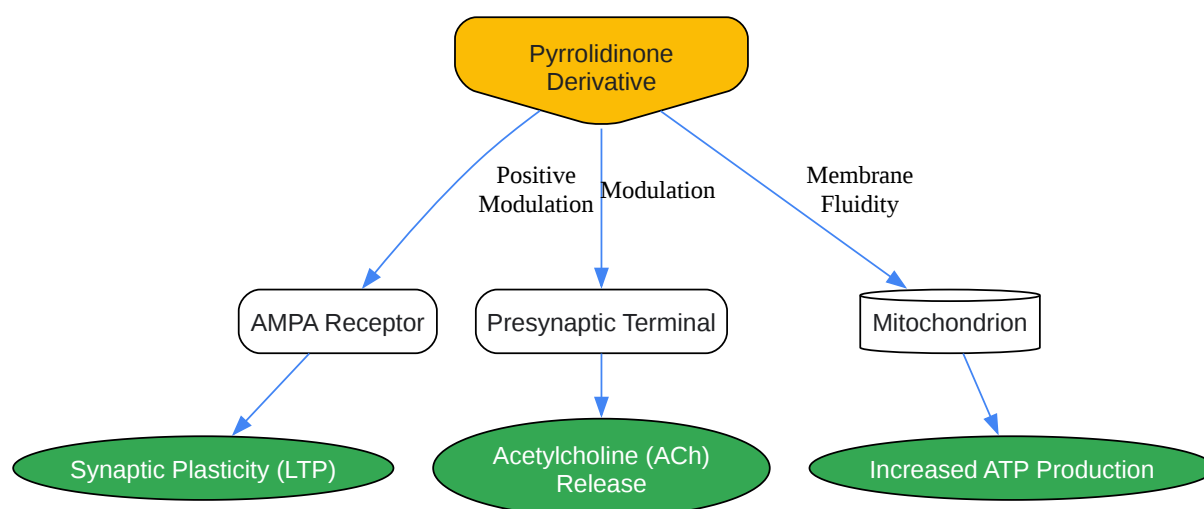 Pyrrolidinone
Derivative
Positive
Modulation
Modulation
Membrane
Fluidity
AMPA Receptor
Presynaptic Terminal
Mitochondrion
Synaptic Plasticity (LTP)
Acetylcholine (ACh)
Release
Increased ATP Production